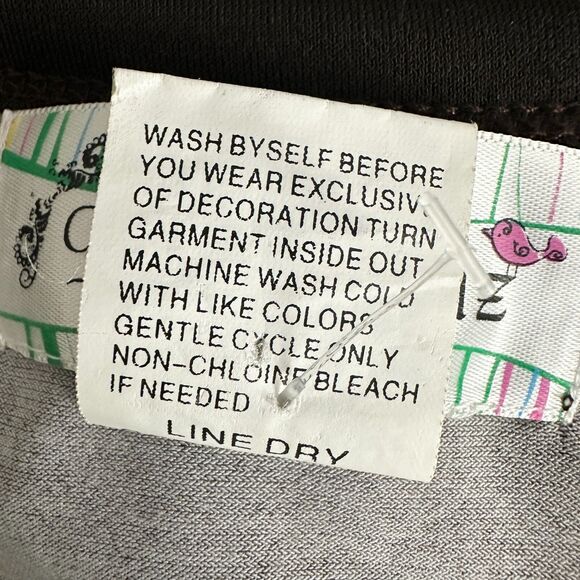 WASH BYSELF BEFORE
YOU WEAR EXCLUSIV
OF DECORATION TURN
GARMENT INSIDE OUT
MACHINE WASH COLD
WITH LIKE COLORS
GENTLE CYCLE ONLY
NON-CHLOINE BLEACH
IF NEEDED
LINE DRY